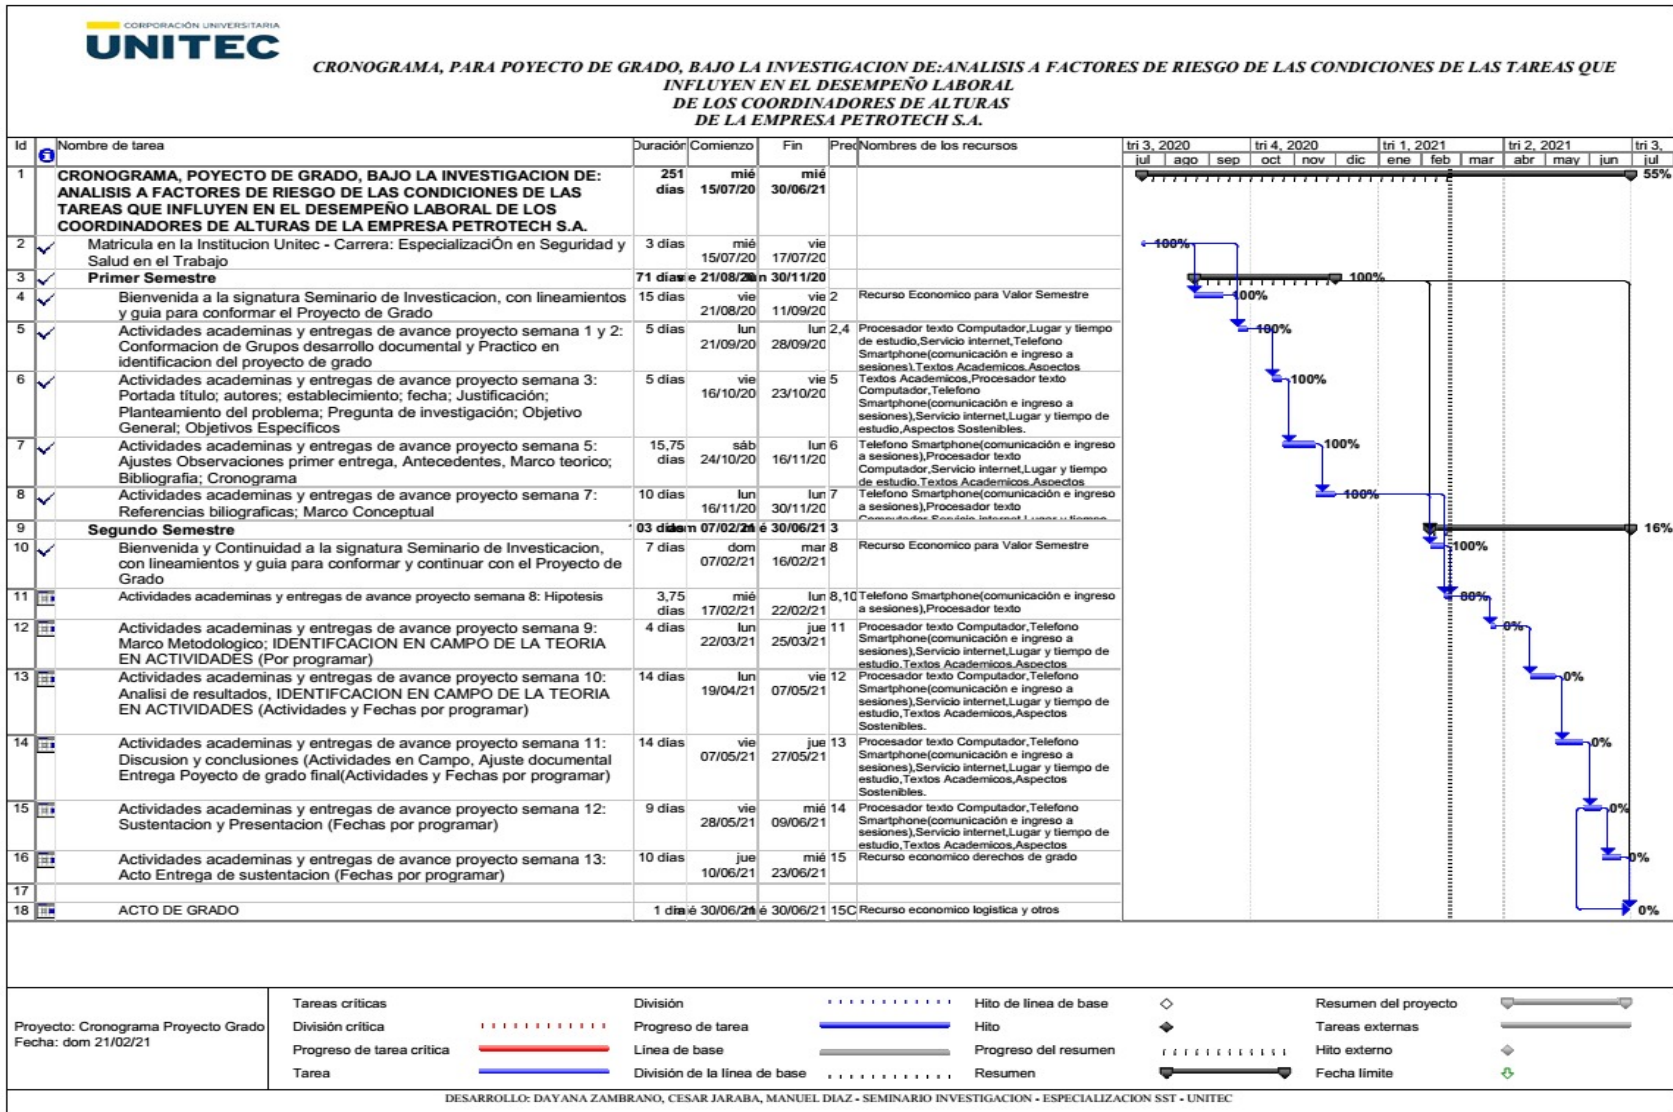 CORPORACIÓN UNIVERSITARIA
UNITEC
CRONOGRAMA, PARA POYECTO DE GRADO, BAJO LA INVESTIGACION DE:ANALISIS A FACTORES DE RIESGO DE LAS CONDICIONES DE LAS TAREAS QUE
INFLUYEN EN EL DESEMPEÑO LABORAL
DE LOS COORDINADORES DE ALTURAS
DE LA EMPRESA PETROTECH S.A.
Id Nombre de tarea Duración Comienzo Fin Pred Nombres de los recursos tri 3, 2020 tri 4, 2020 tri 1, 2021 tri 2, 2021 tri 3,
jul ago sep oct nov dic ene feb mar abr may jun jul
1 CRONOGRAMA, POYECTO DE GRADO, BAJO LA INVESTIGACION DE: 251 mié mié 55%
ANALISIS A FACTORES DE RIESGO DE LAS CONDICIONES DE LAS días 15/07/20 30/06/21
TAREAS QUE INFLUYEN EN EL DESEMPEÑO LABORAL DE LOS
COORDINADORES DE ALTURAS DE LA EMPRESA PETROTECH S.A.
2 Matricula en la Institucion Unitec - Carrera: EspecializaciÓn en Seguridad y 3 días mié vie 100%
Salud en el Trabajo 15/07/20 17/07/20
3 Primer Semestre 71 días 21/08/20 30/11/20 100%
4 Bienvenida a la signatura Seminario de Investicacion, con lineamientos 15 días vie vie 2 Recurso Economico para Valor Semestre 100%
y guia para conformar el Proyecto de Grado 21/08/20 11/09/20
5 Actividades academinas y entregas de avance proyecto semana 1 y 2: 5 días lun lun 2,4 Procesador texto Computador,Lugar y tiempo 100%
Conformacion de Grupos desarrollo documental y Practico en 21/09/20 28/09/20 de estudio,Servicio internet,Telefono
identificacion del proyecto de grado Smartphone(comunicación e ingreso a
sesiones),Textos Academicos,Aspectos
6 Actividades academinas y entregas de avance proyecto semana 3: 5 días vie vie 5 Textos Academicos,Procesador texto 100%
Portada título; autores; establecimiento; fecha; Justificación; 16/10/20 23/10/20 Computador,Telefono
Planteamiento del problema; Pregunta de investigación; Objetivo Smartphone(comunicación e ingreso a
General; Objetivos Específicos sesiones),Servicio internet,Lugar y tiempo de
estudio,Aspectos Sostenibles.
7 Actividades academinas y entregas de avance proyecto semana 5: 15,75 sáb lun 6 Telefono Smartphone(comunicación e ingreso 100%
Ajustes Observaciones primer entrega, Antecedentes, Marco teorico; días 24/10/20 16/11/20 a sesiones),Procesador texto
Bibliografia; Cronograma Computador,Servicio internet,Lugar y tiempo
de estudio,Textos Academicos,Aspectos
8 Actividades academinas y entregas de avance proyecto semana 7: 10 días lun lun 7 Telefono Smartphone(comunicación e ingreso 100%
Referencias biliograficas; Marco Conceptual 16/11/20 30/11/20 a sesiones),Procesador texto
Computador,Servicio internet,Lugar y tiempo
9 Segundo Semestre 03 días 07/02/21 30/06/21 3 16%
10 Bienvenida y Continuidad a la signatura Seminario de Investicacion, 7 días dom mar 8 Recurso Economico para Valor Semestre 100%
con lineamientos y guia para conformar y continuar con el Proyecto de 07/02/21 16/02/21
Grado
11 Actividades academinas y entregas de avance proyecto semana 8: Hipotesis 3,75 mié lun 8,10 Telefono Smartphone(comunicación e ingreso 80%
días 17/02/21 22/02/21 a sesiones),Procesador texto
12 Actividades academinas y entregas de avance proyecto semana 9: 4 días lun jue 11 Procesador texto Computador,Telefono 0%
Marco Metodologico; IDENTIFCACION EN CAMPO DE LA TEORIA 22/03/21 25/03/21 Smartphone(comunicación e ingreso a
EN ACTIVIDADES (Por programar) sesiones),Servicio internet,Lugar y tiempo de
estudio,Textos Academicos,Aspectos
13 Actividades academinas y entregas de avance proyecto semana 10: 14 días lun vie 12 Procesador texto Computador,Telefono 0%
Analisi de resultados, IDENTIFCACION EN CAMPO DE LA TEORIA 19/04/21 07/05/21 Smartphone(comunicación e ingreso a
EN ACTIVIDADES (Actividades y Fechas por programar) sesiones),Servicio internet,Lugar y tiempo de
estudio,Textos Academicos,Aspectos
Sostenibles.
14 Actividades academinas y entregas de avance proyecto semana 11: 14 días vie jue 13 Procesador texto Computador,Telefono 0%
Discusion y conclusiones (Actividades en Campo, Ajuste documental 07/05/21 27/05/21 Smartphone(comunicación e ingreso a
Entrega Poyecto de grado final(Actividades y Fechas por programar) sesiones),Servicio internet,Lugar y tiempo de
estudio,Textos Academicos,Aspectos
Sostenibles.
15 Actividades academinas y entregas de avance proyecto semana 12: 9 días vie mié 14 Procesador texto Computador,Telefono 0%
Sustentacion y Presentacion (Fechas por programar) 28/05/21 09/06/21 Smartphone(comunicación e ingreso a
sesiones),Servicio internet,Lugar y tiempo de
estudio,Textos Academicos,Aspectos
16 Actividades academinas y entregas de avance proyecto semana 13: 10 días jue mié 15 Recurso economico derechos de grado 0%
Acto Entrega de sustentacion (Fechas por programar) 10/06/21 23/06/21
17
18 ACTO DE GRADO 1 día 30/06/21 30/06/21 15C Recurso economico logistica y otros 0%
Tareas críticas División Hito de línea de base Resumen del proyecto
Proyecto: Cronograma Proyecto Grado División crítica Progreso de tarea Hito Tareas externas
Fecha: dom 21/02/21 Progreso de tarea crítica Línea de base Progreso del resumen Hito externo
Tarea División de la línea de base Resumen Fecha límite
DESARROLLO: DAYANA ZAMBRANO, CESAR JARABA, MANUEL DIAZ - SEMINARIO INVESTIGACION - ESPECIALIZACION SST - UNITEC